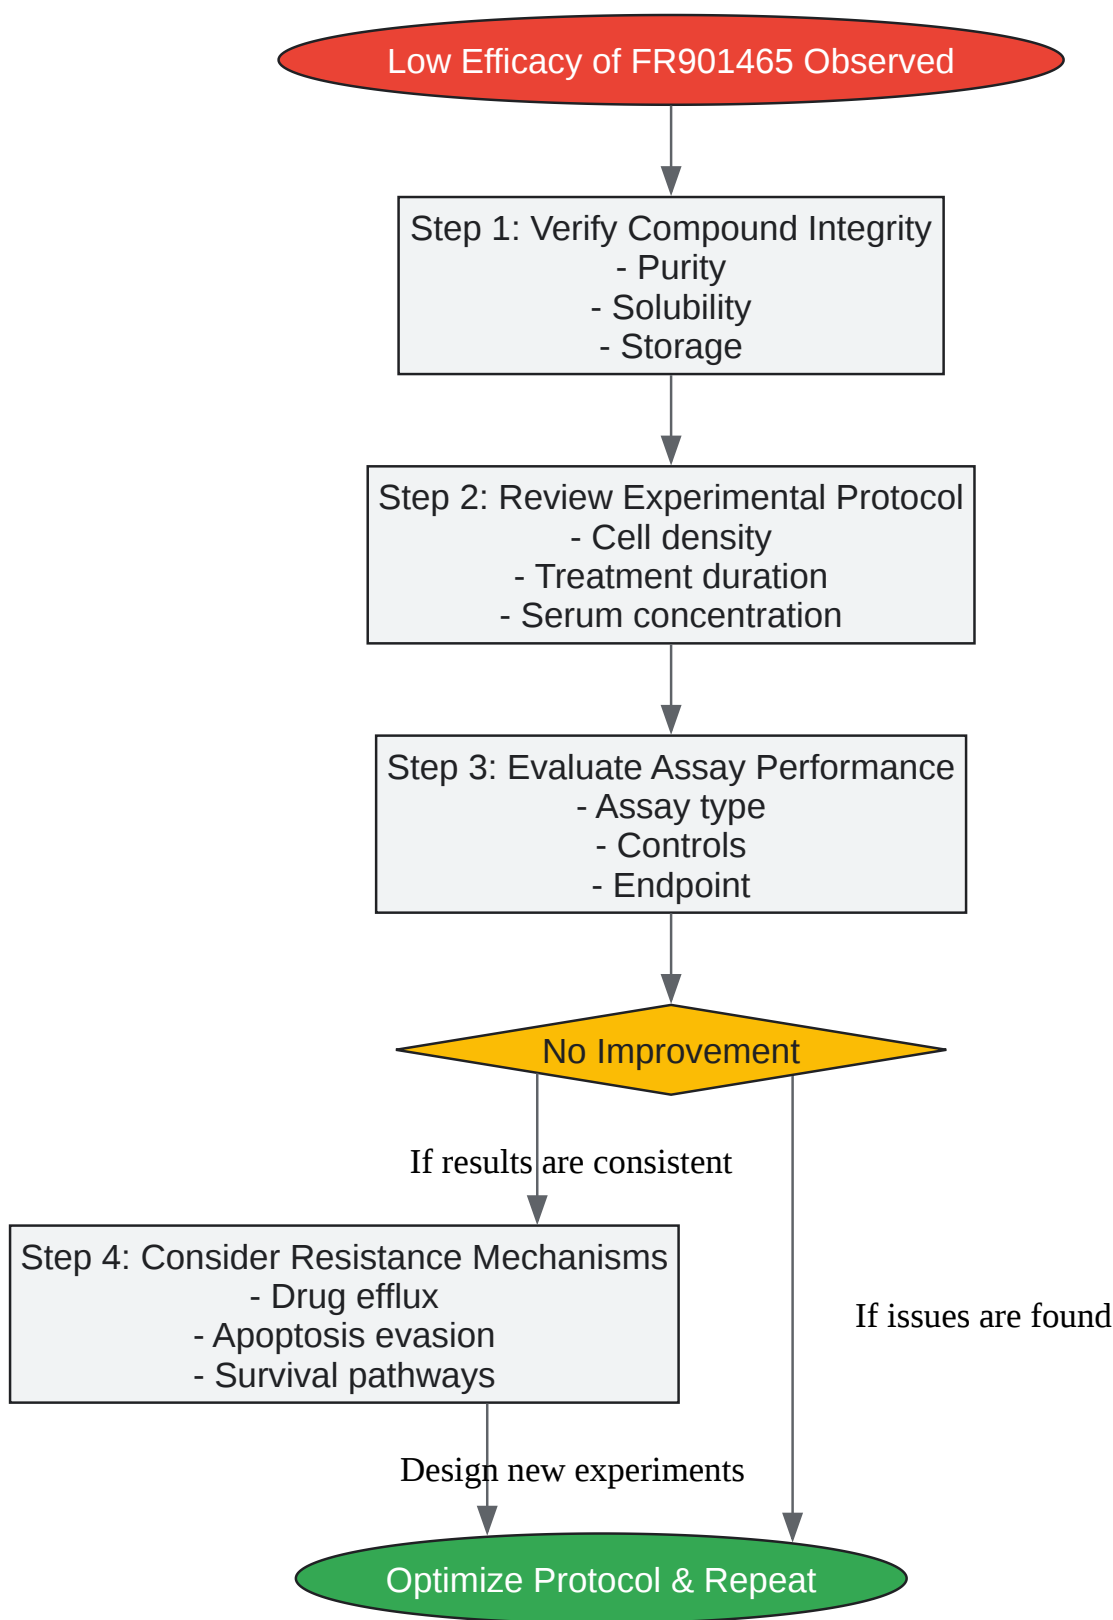 Low Efficacy of FR901465 Observed
Step 1: Verify Compound Integrity
- Purity
- Solubility
- Storage
Step 2: Review Experimental Protocol
- Cell density
- Treatment duration
- Serum concentration
Step 3: Evaluate Assay Performance
- Assay type
- Controls
- Endpoint
No Improvement
If results are consistent
Step 4: Consider Resistance Mechanisms
- Drug efflux
- Apoptosis evasion
- Survival pathways
If issues are found
Design new experiments
Optimize Protocol & Repeat